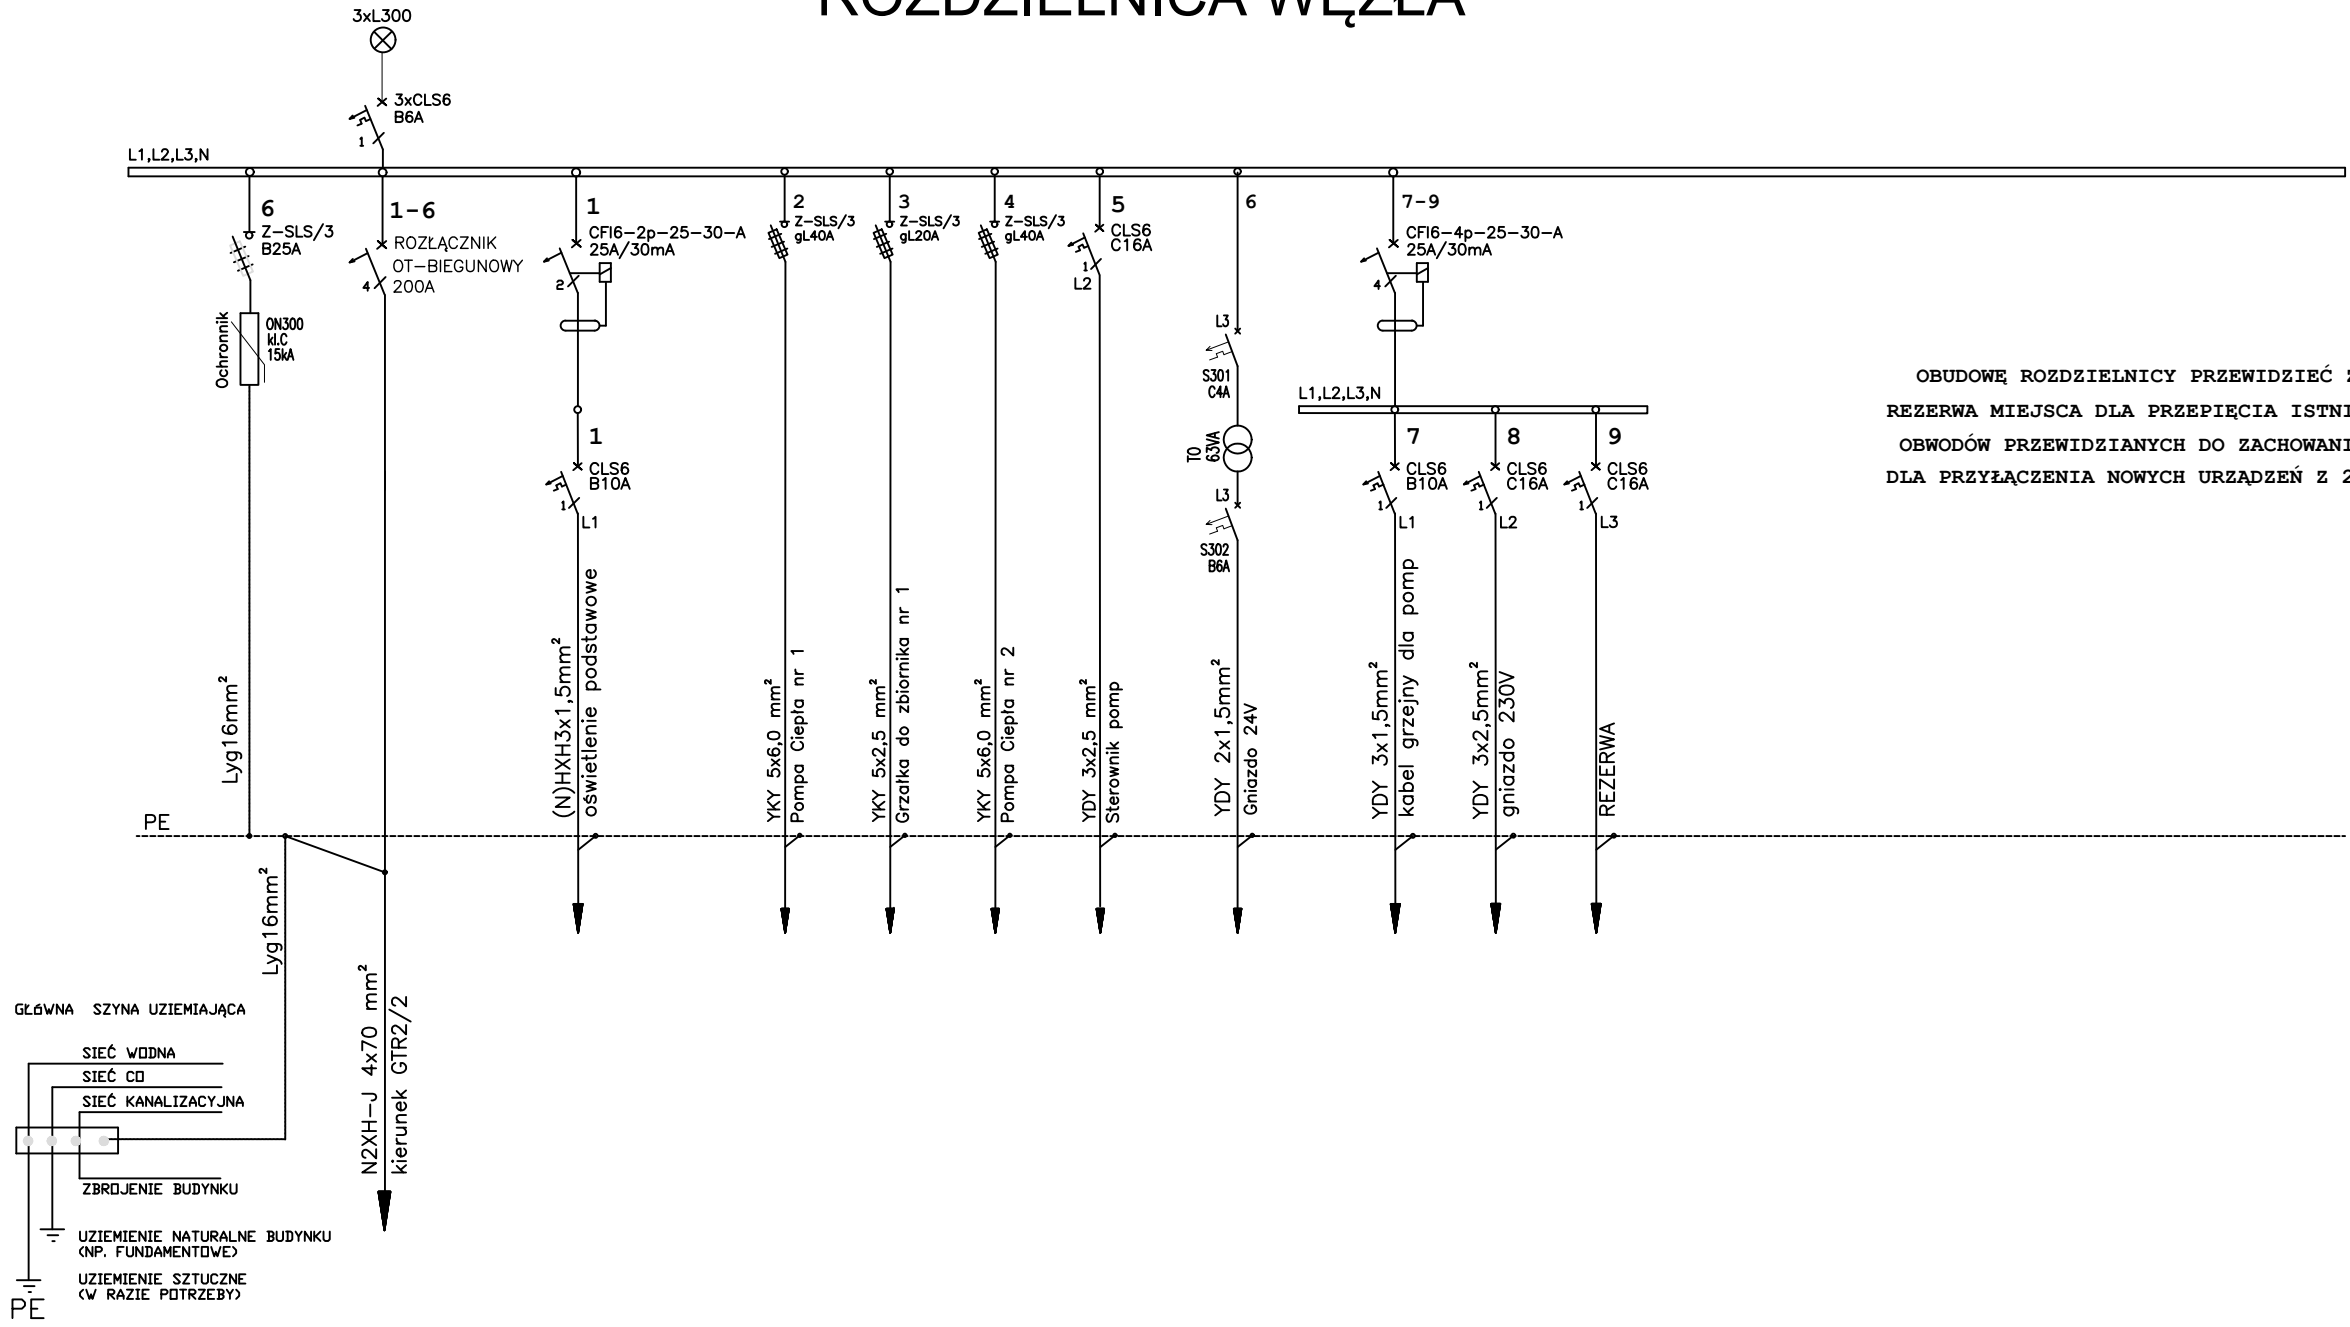 ROZDZIELNICA WĘZŁA
3xL300
3xCLS6
B6A
1
L1,L2,L3,N
6
Z-SLS/3
B25A
Ochronnik
ON300
kl.C
15kA
Lyg16mm²
1-6
ROZŁĄCZNIK
OT-BIEGUNOWY
200A
4
1
CFI6-2p-25-30-A
25A/30mA
2
1
CLS6
B10A
1
L1
(N)HXH3x1,5mm²
oświetlenie podstawowe
2
Z-SLS/3
gL40A
YKY 5x6,0 mm²
Pompa Ciepła nr 1
3
Z-SLS/3
gL20A
YKY 5x2,5 mm²
Grzałka do zbiornika nr 1
4
Z-SLS/3
gL40A
YKY 5x6,0 mm²
Pompa Ciepła nr 2
5
CLS6
C16A
1
L2
YDY 3x2,5 mm²
Sterownik pomp
6
L3
S301
C4A
TO
63VA
L3
S302
B6A
YDY 2x1,5mm²
Gniazdo 24V
7-9
CFI6-4p-25-30-A
25A/30mA
4
L1,L2,L3,N
7
CLS6
B10A
1
L1
YDY 3x1,5mm²
kabel grzejny dla pomp
8
CLS6
C16A
1
L2
YDY 3x2,5mm²
gniazdo 230V
9
CLS6
C16A
1
L3
REZERWA
OBUDOWĘ ROZDZIELNICY PRZEWIDZIEĆ
REZERWA MIEJSCA DLA PRZEPIĘCIA ISTNI
OBWODÓW PRZEWIDZIANYCH DO ZACHOWANI
DLA PRZYŁĄCZENIA NOWYCH URZĄDZEŃ Z 2
PE
Lyg16mm²
N2XH-J 4x70 mm²
kierunek GTR2/2
GŁóWNA SZYNA UZIEMIAJĄCA
SIEĆ WODNA
SIEĆ CO
SIEĆ KANALIZACYJNA
ZBROJENIE BUDYNKU
UZIEMIENIE NATURALNE BUDYNKU
(NP. FUNDAMENTOWE)
UZIEMIENIE SZTUCZNE
(W RAZIE POTRZEBY)
PE